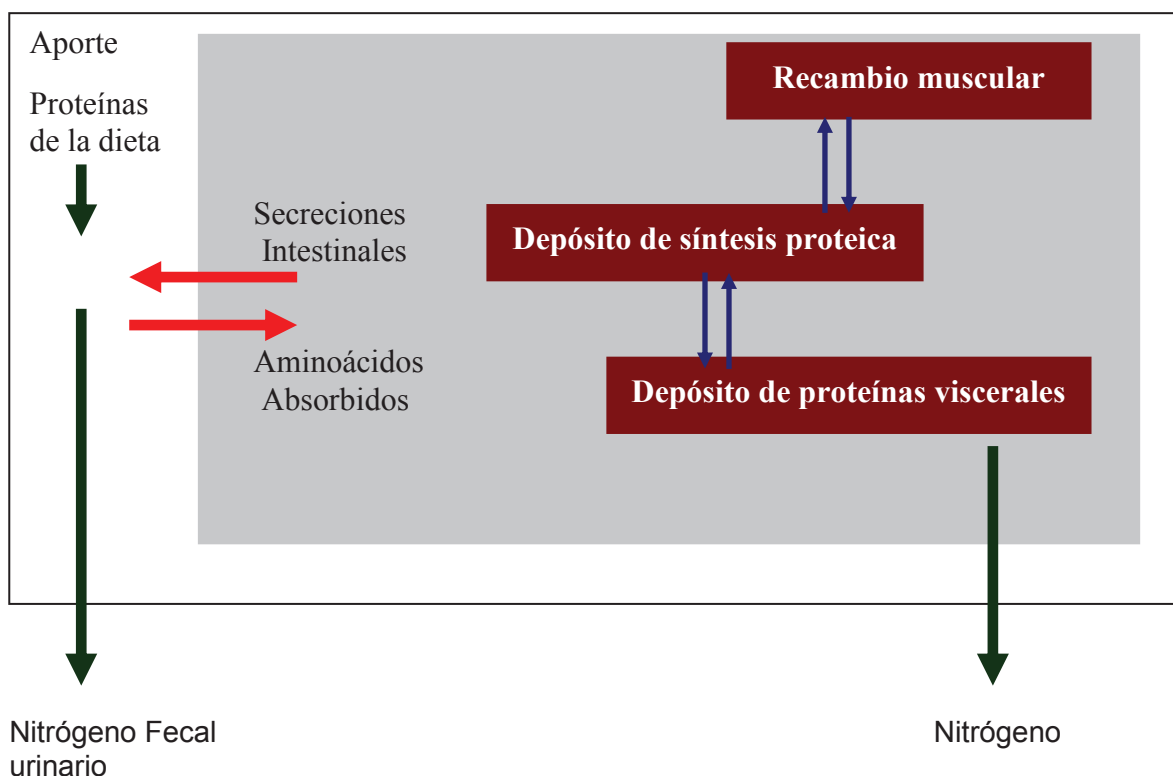 Aporte
Proteínas
de la dieta
Recambio muscular
Secreciones
Intestinales
Depósito de síntesis proteica
Aminoácidos
Absorbidos
Depósito de proteínas viscerales
Nitrógeno Fecal
urinario
Nitrógeno